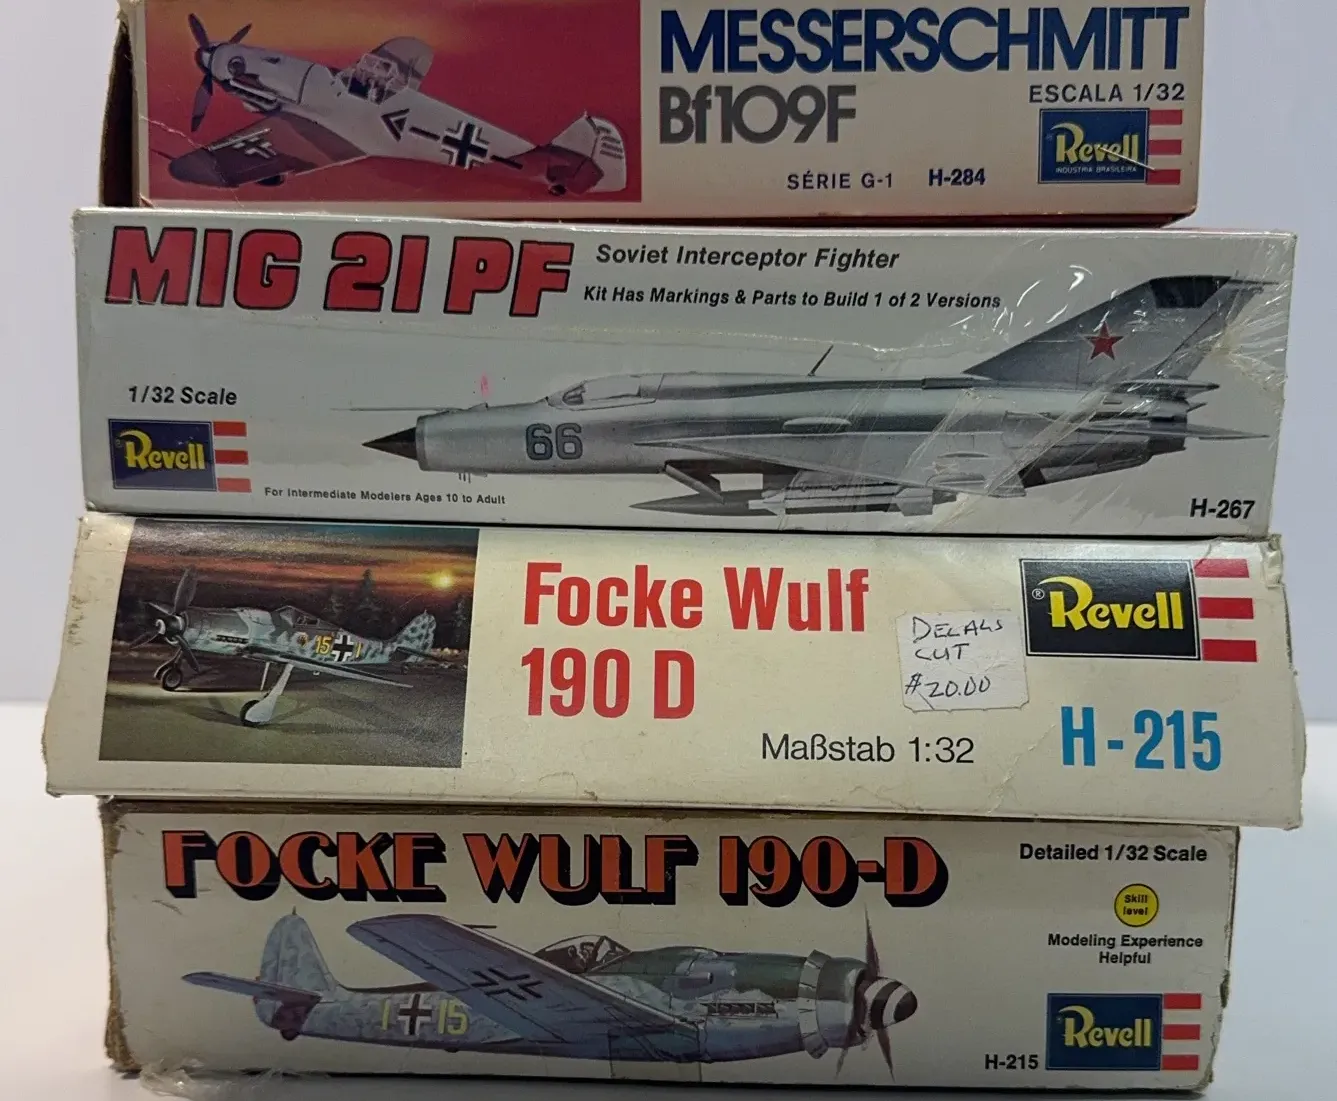 MESSERSCHMITT
Bf109F
ESCALA 1/32
Revell
INDUSTRIA BRASILEIRA
SÉRIE G-1 H-284
MIG 21 PF
Soviet Interceptor Fighter
Kit Has Markings & Parts to Build 1 of 2 Versions
1/32 Scale
66
® Revell
For Intermediate Modelers Ages 10 to Adult
H-267
Focke Wulf
190 D
Maßstab 1:32
15
DECALS
CUT
$20.00
® Revell
H-215
FOCKE WULF 190-D
Detailed 1/32 Scale
Skill
level
Modeling Experience
Helpful
I 15
H-215
Revell